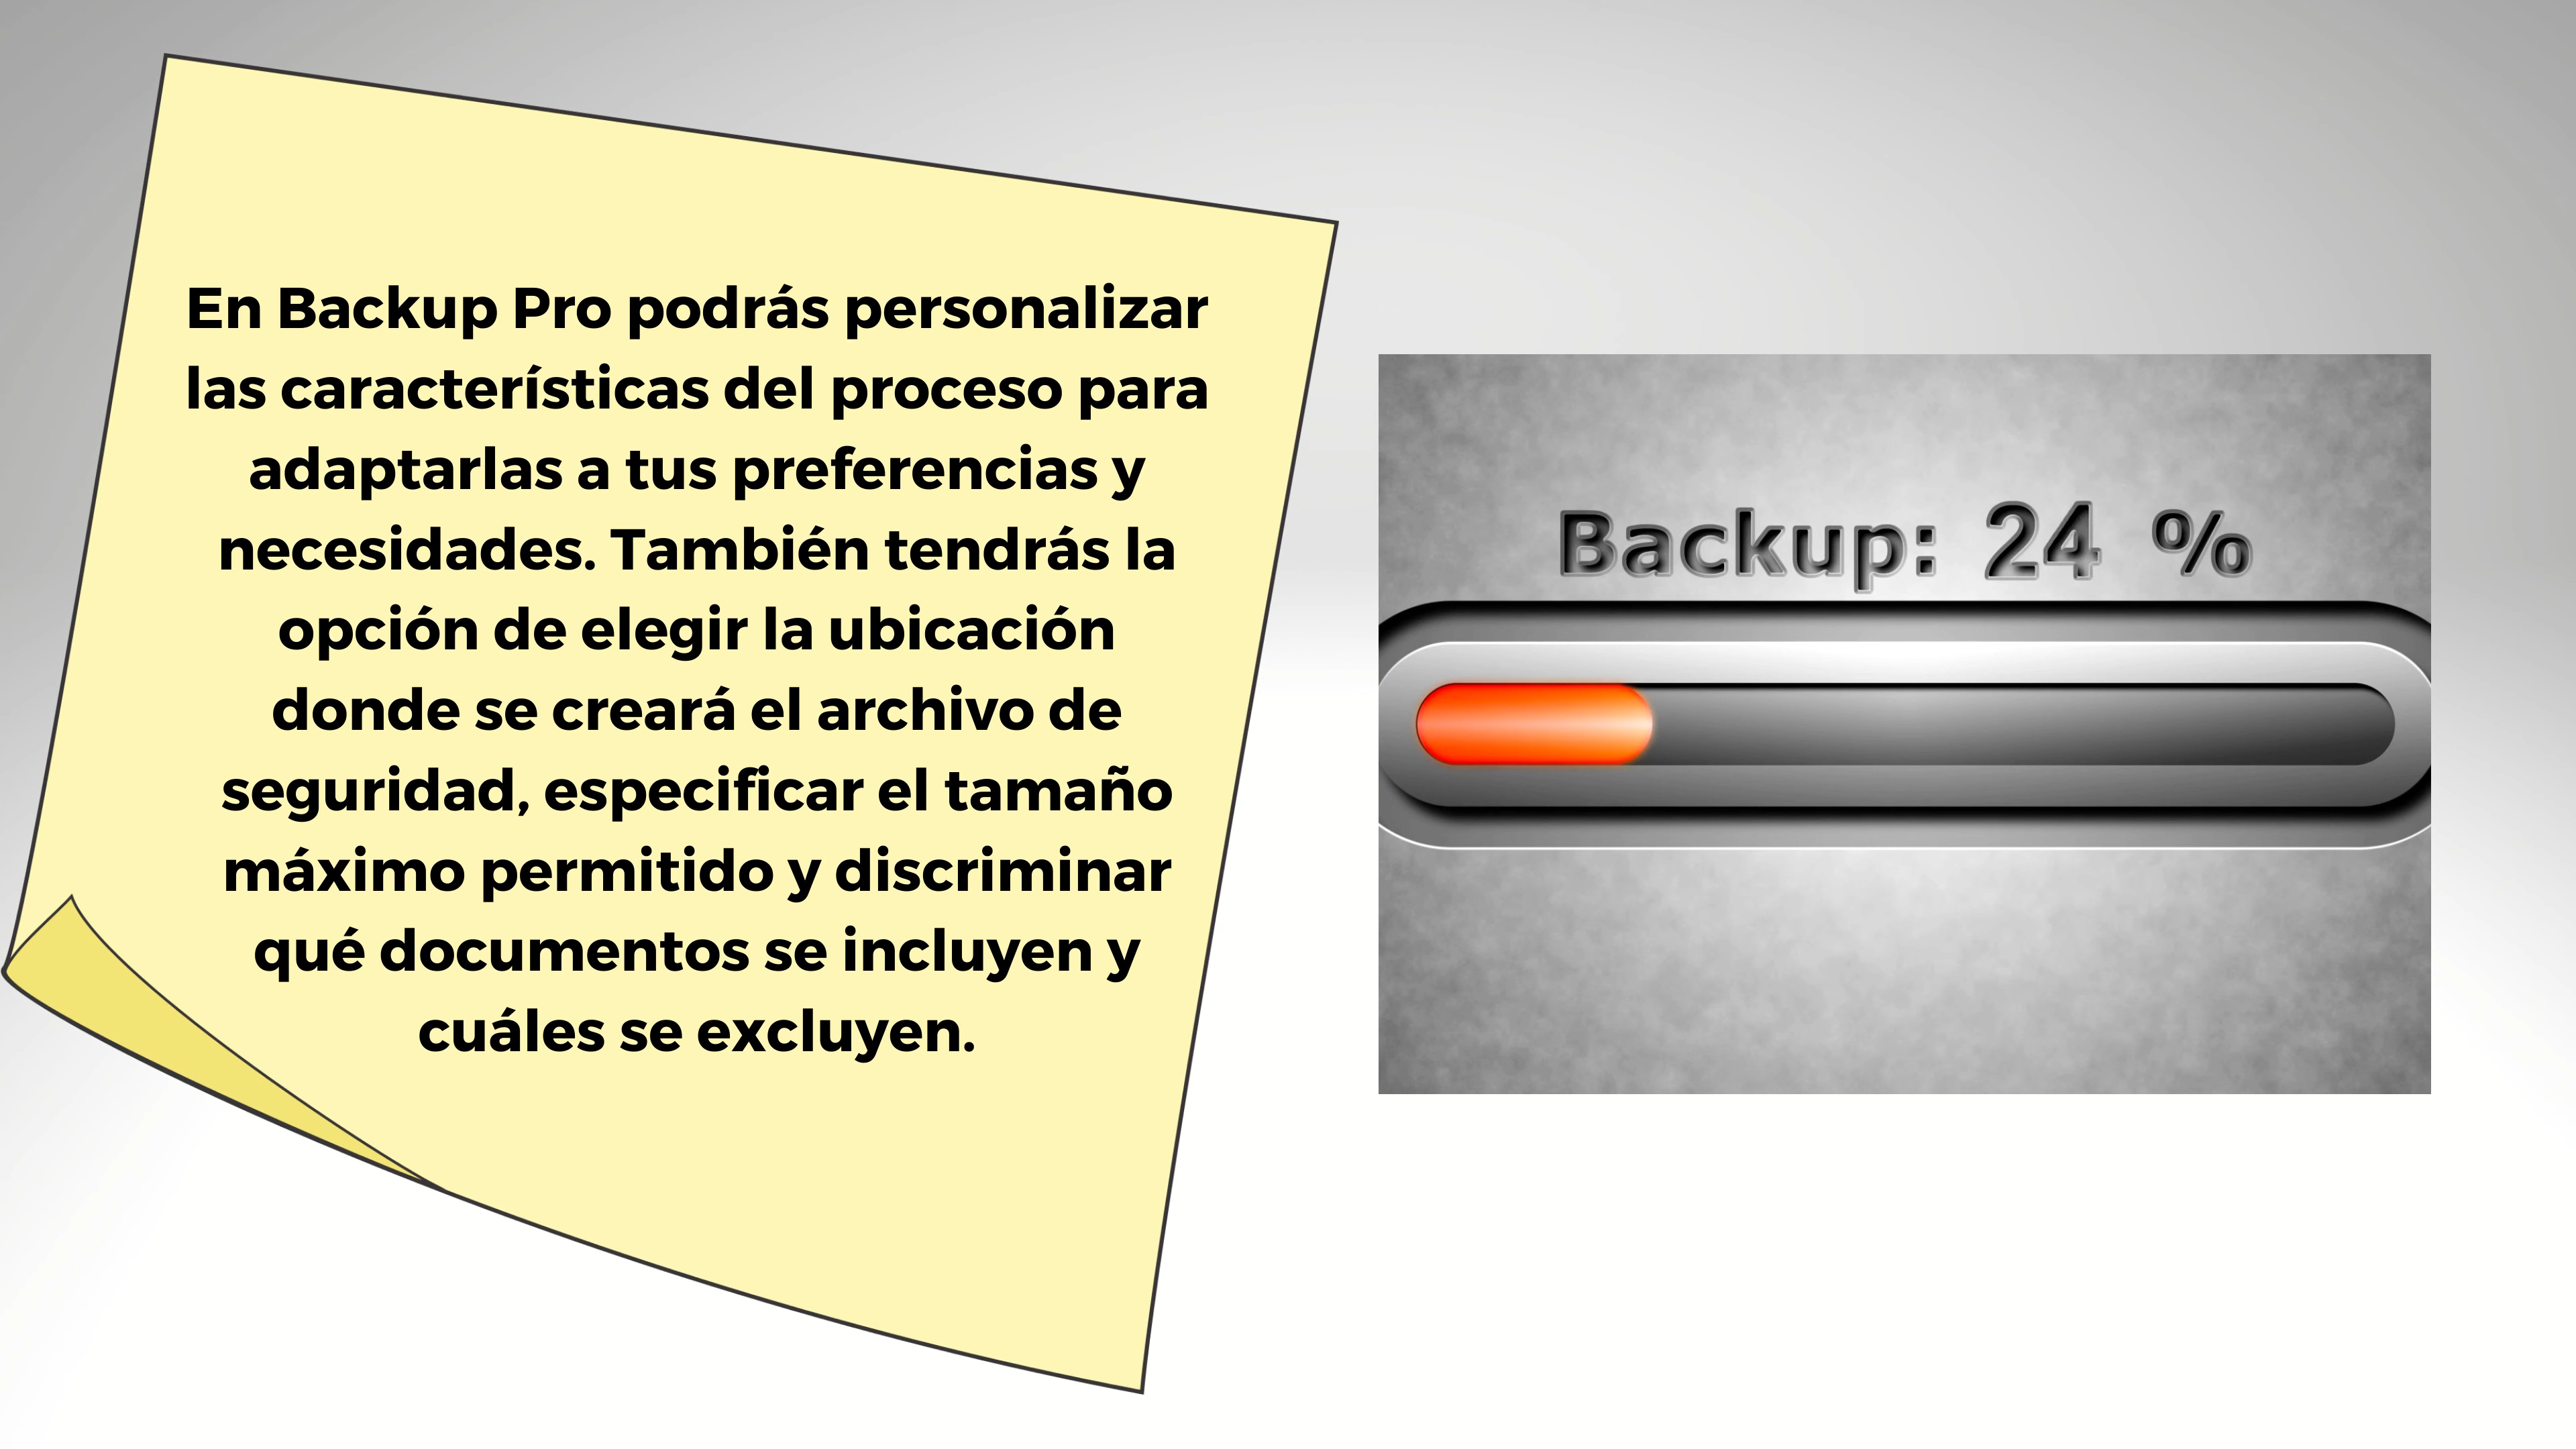 En Backup Pro podrás personalizar
las características del proceso para
adaptarlas a tus preferencias y
necesidades. También tendrás la
opción de elegir la ubicación
donde se creará el archivo de
seguridad, especificar el tamaño
máximo permitido y discriminar
qué documentos se incluyen y
cuáles se excluyen.
Backup: 24 %